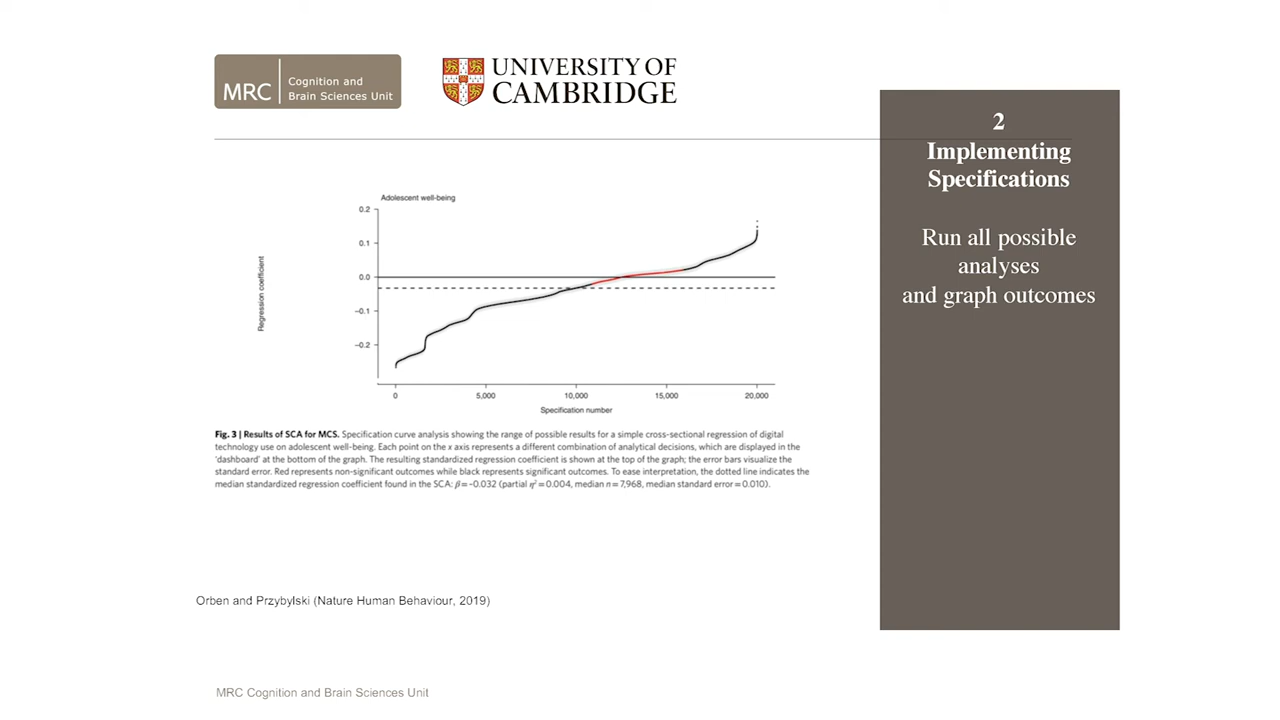 MRC
Cognition and
Brain Sciences Unit
UNIVERSITY OF
CAMBRIDGE
2
Implementing
Specifications
Run all possible
analyses
and graph outcomes
Adolescent well-being
0.2
0.1
0.0
–0.1
–0.2
Regression coefficient
0
5,000
10,000
15,000
20,000
Specification number
Fig. 3 | Results of SCA for MCS. Specification curve analysis showing the range of possible results for a simple cross-sectional regression of digital
technology use on adolescent well-being. Each point on the x axis represents a different combination of analytical decisions, which are displayed in the
'dashboard' at the bottom of the graph. The resulting standardized regression coefficient is shown at the top of the graph; the error bars visualize the
standard error. Red represents non-significant outcomes while black represents significant outcomes. To ease interpretation, the dotted line indicates the
median standardized regression coefficient found in the SCA: β = –0.032 (partial η² = 0.004, median n = 7,968, median standard error = 0.010).
Orben and Przybylski (Nature Human Behaviour, 2019)
MRC Cognition and Brain Sciences Unit